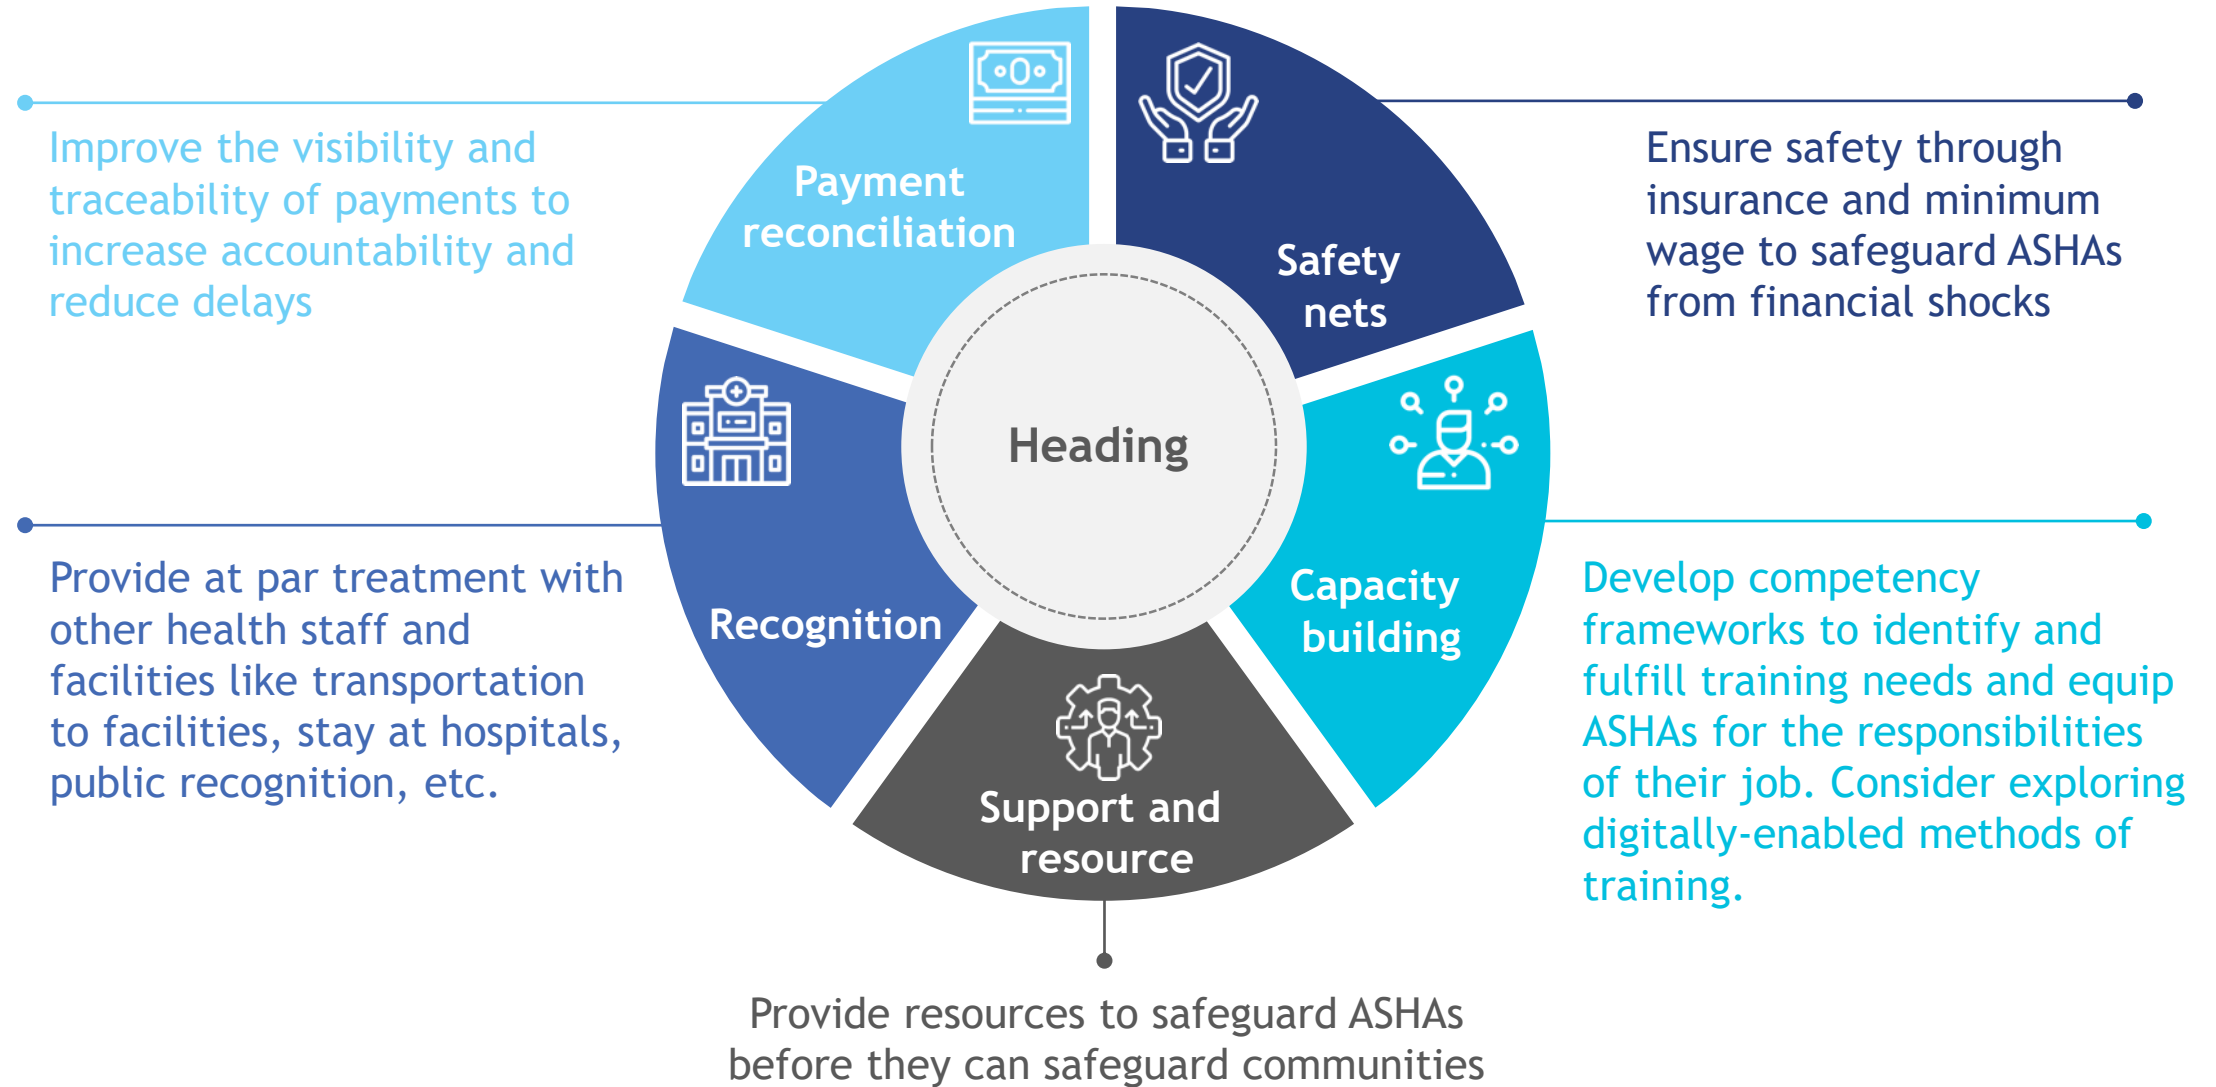 Payment
reconciliation
Improve the visibility and
traceability of payments to
increase accountability and
reduce delays
Safety
nets
Ensure safety through
insurance and minimum
wage to safeguard ASHAs
from financial shocks
Heading
Recognition
Provide at par treatment with
other health staff and
facilities like transportation
to facilities, stay at hospitals,
public recognition, etc.
Capacity
building
Develop competency
frameworks to identify and
fulfill training needs and equip
ASHAs for the responsibilities
of their job. Consider exploring
digitally-enabled methods of
training.
Support and
resource
Provide resources to safeguard ASHAs
before they can safeguard communities